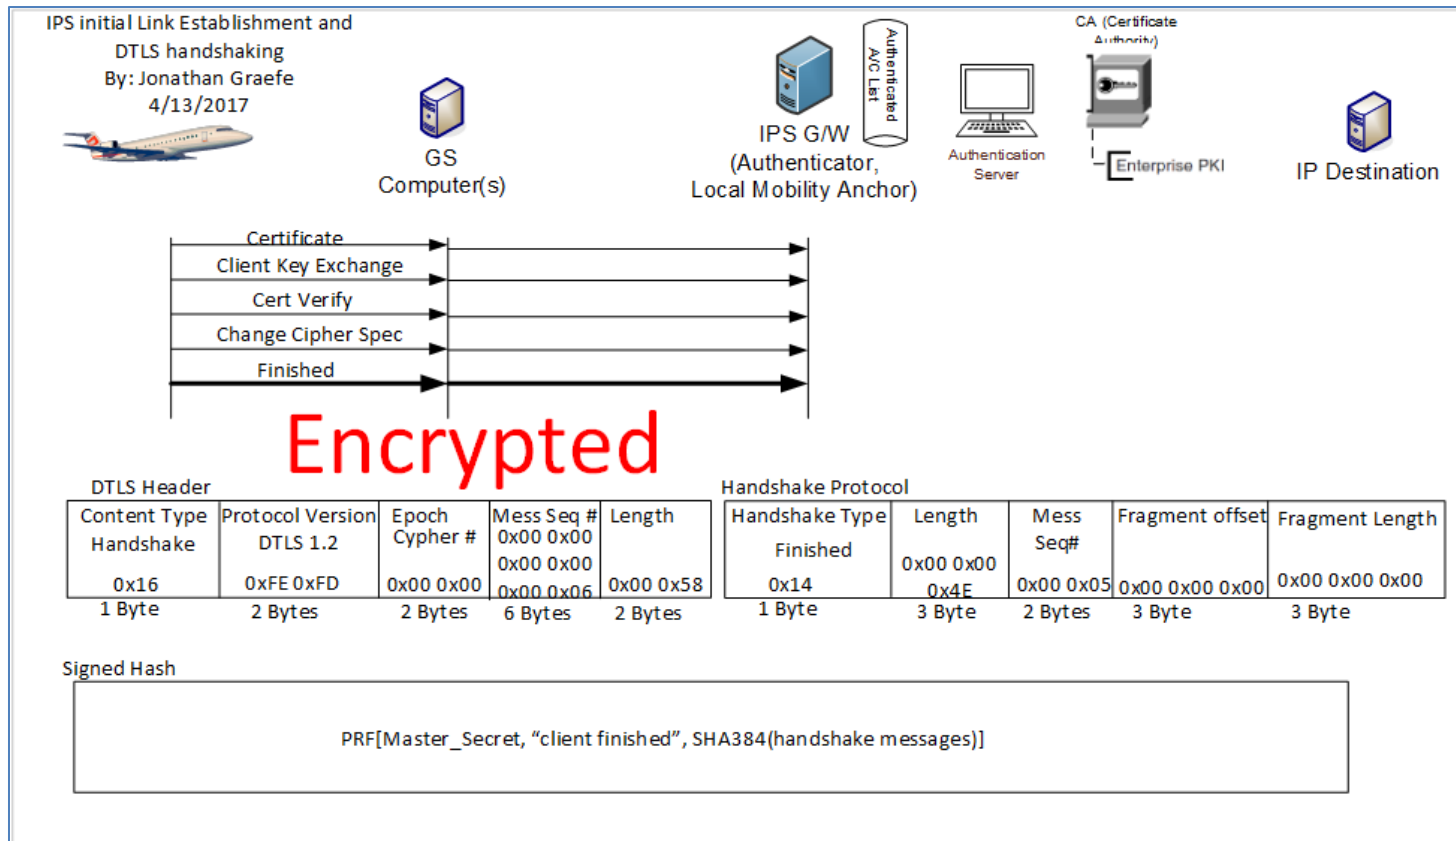 IPS initial Link Establishment and
DTLS handshaking
By: Jonathan Graefe
4/13/2017
GS
Computer(s)
IPS G/W
(Authenticator,
Local Mobility Anchor)
Authenticated
A/C List
Authentication
Server
CA (Certificate
Authority)
Enterprise PKI
IP Destination
Certificate
Client Key Exchange
Cert Verify
Change Cipher Spec
Finished
Encrypted
DTLS Header
Content Type
Handshake
0x16
1 Byte
Protocol Version
DTLS 1.2
0xFE 0xFD
2 Bytes
Epoch
Cypher #
0x00 0x00
2 Bytes
Mess Seq #
0x00 0x00
0x00 0x00
0x00 0x06
6 Bytes
Length
0x00 0x58
2 Bytes
Handshake Protocol
Handshake Type
Finished
0x14
1 Byte
Length
0x00 0x00
0x4E
3 Byte
Mess
Seq#
0x00 0x05
2 Bytes
Fragment offset
0x00 0x00 0x00
3 Byte
Fragment Length
0x00 0x00 0x00
3 Byte
Signed Hash
PRF[Master_Secret, “client finished”, SHA384(handshake messages)]